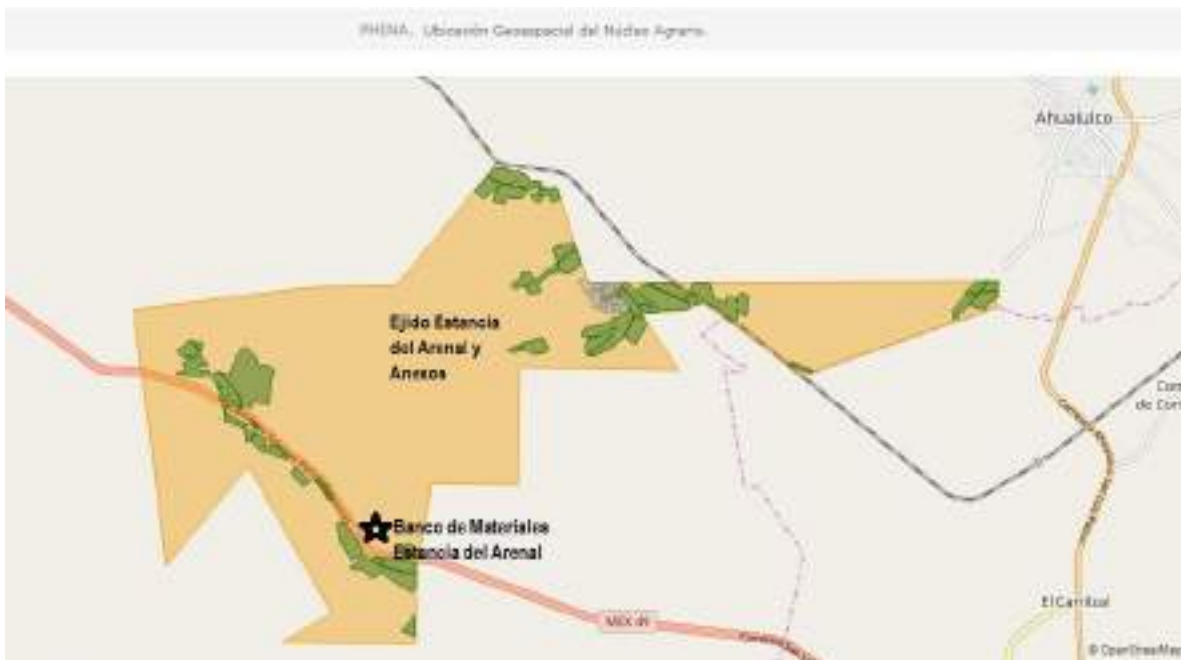 PHINA. Ubicación Geoespacial del Núcleo Agrario.
Ahualulco
Ejido Estancia
del Arenal y
Anexos
Banco de Materiales
Estancia del Arenal
MEX 49
El Carrizal
© OpenStreetMap